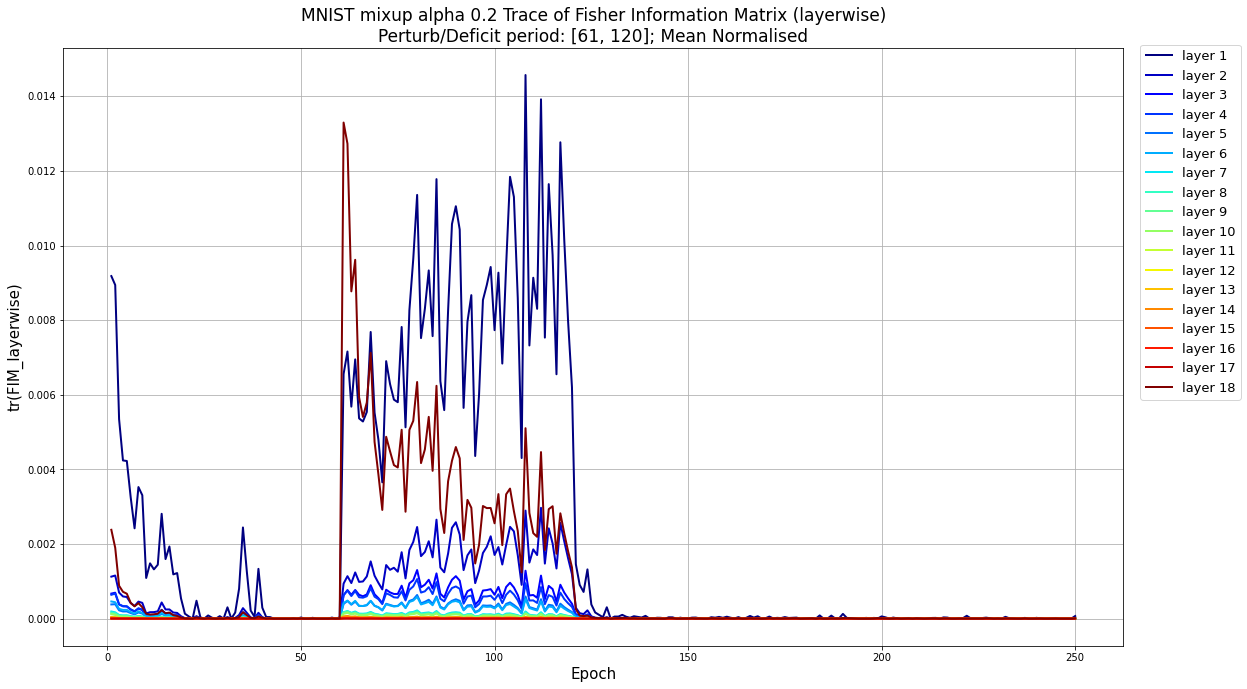 MNIST mixup alpha 0.2 Trace of Fisher Information Matrix (layerwise)
Perturb/Deficit period: [61, 120]; Mean Normalised
tr(FIM_layerwise)
0.014
0.012
0.010
0.008
0.006
0.004
0.002
0.000
0
50
100
150
200
250
Epoch
layer 1
layer 2
layer 3
layer 4
layer 5
layer 6
layer 7
layer 8
layer 9
layer 10
layer 11
layer 12
layer 13
layer 14
layer 15
layer 16
layer 17
layer 18